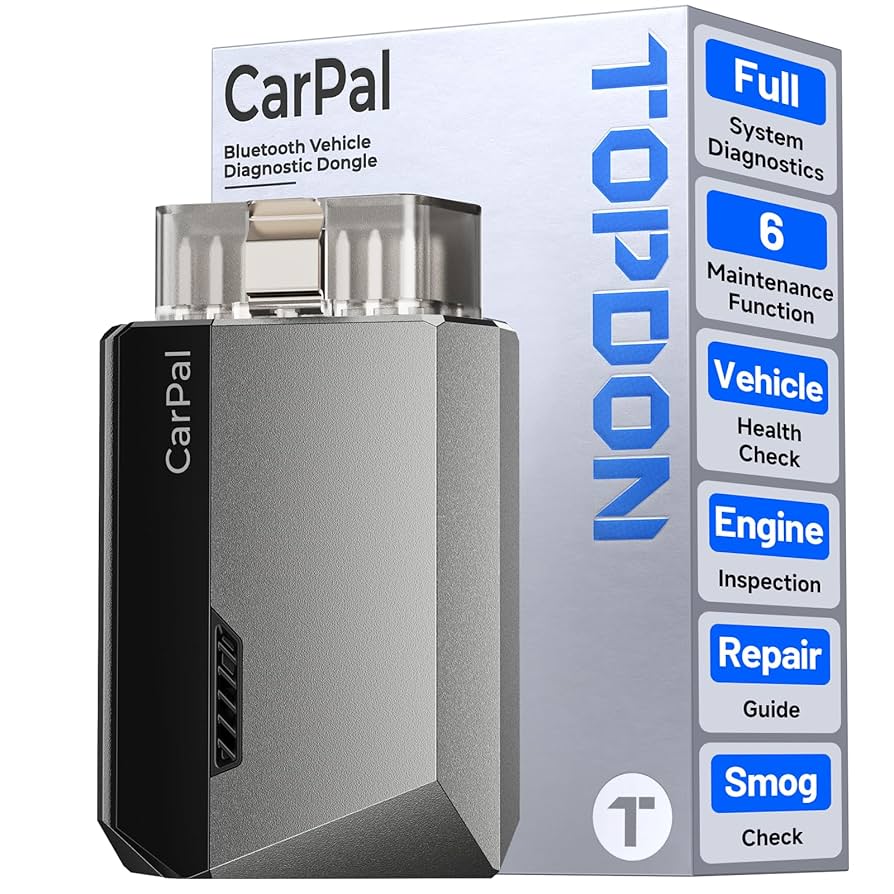 CarPal
Bluetooth Vehicle
Diagnostic Dongle
CarPal
TOPDON
T
Full
System
Diagnostics
6
Maintenance
Function
Vehicle
Health
Check
Engine
Inspection
Repair
Guide
Smog
Check